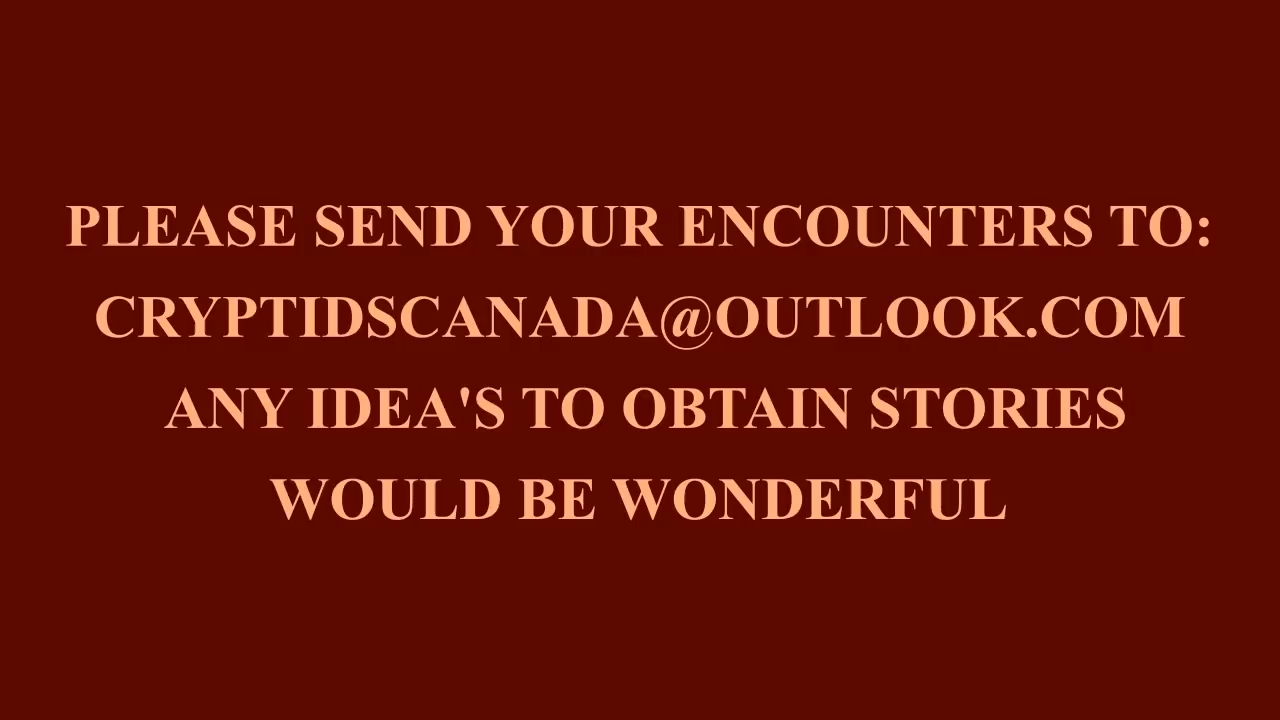 PLEASE SEND YOUR ENCOUNTERS TO:
CRYPTIDSCANADA@OUTLOOK.COM
ANY IDEA'S TO OBTAIN STORIES
WOULD BE WONDERFUL